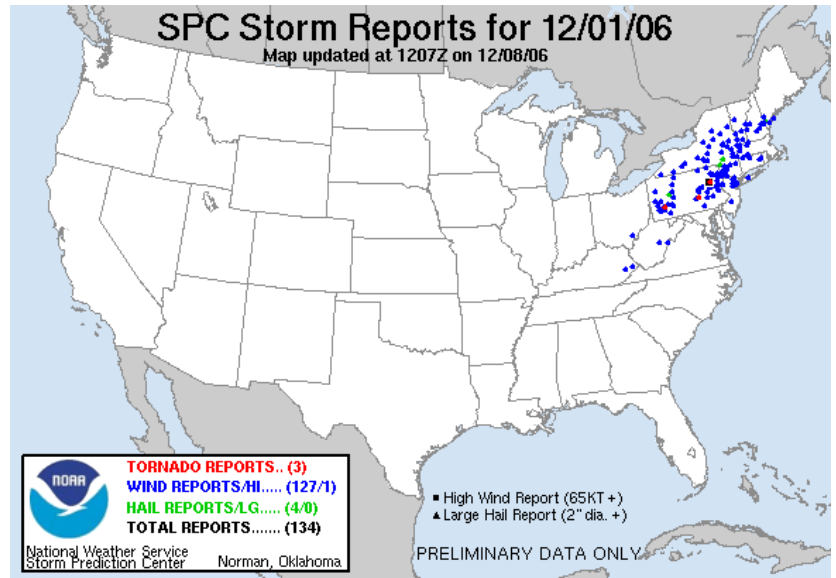 SPC Storm Reports for 12/01/06
Map updated at 1207Z on 12/08/06
NOAA
TORNADO REPORTS.. (3)
WIND REPORTS/HI..... (127/1)
HAIL REPORTS/LG..... (4/0)
TOTAL REPORTS....... (134)
National Weather Service
Storm Prediction Center
Norman, Oklahoma
High Wind Report (65KT +)
Large Hail Report (2" dia. +)
PRELIMINARY DATA ONLY